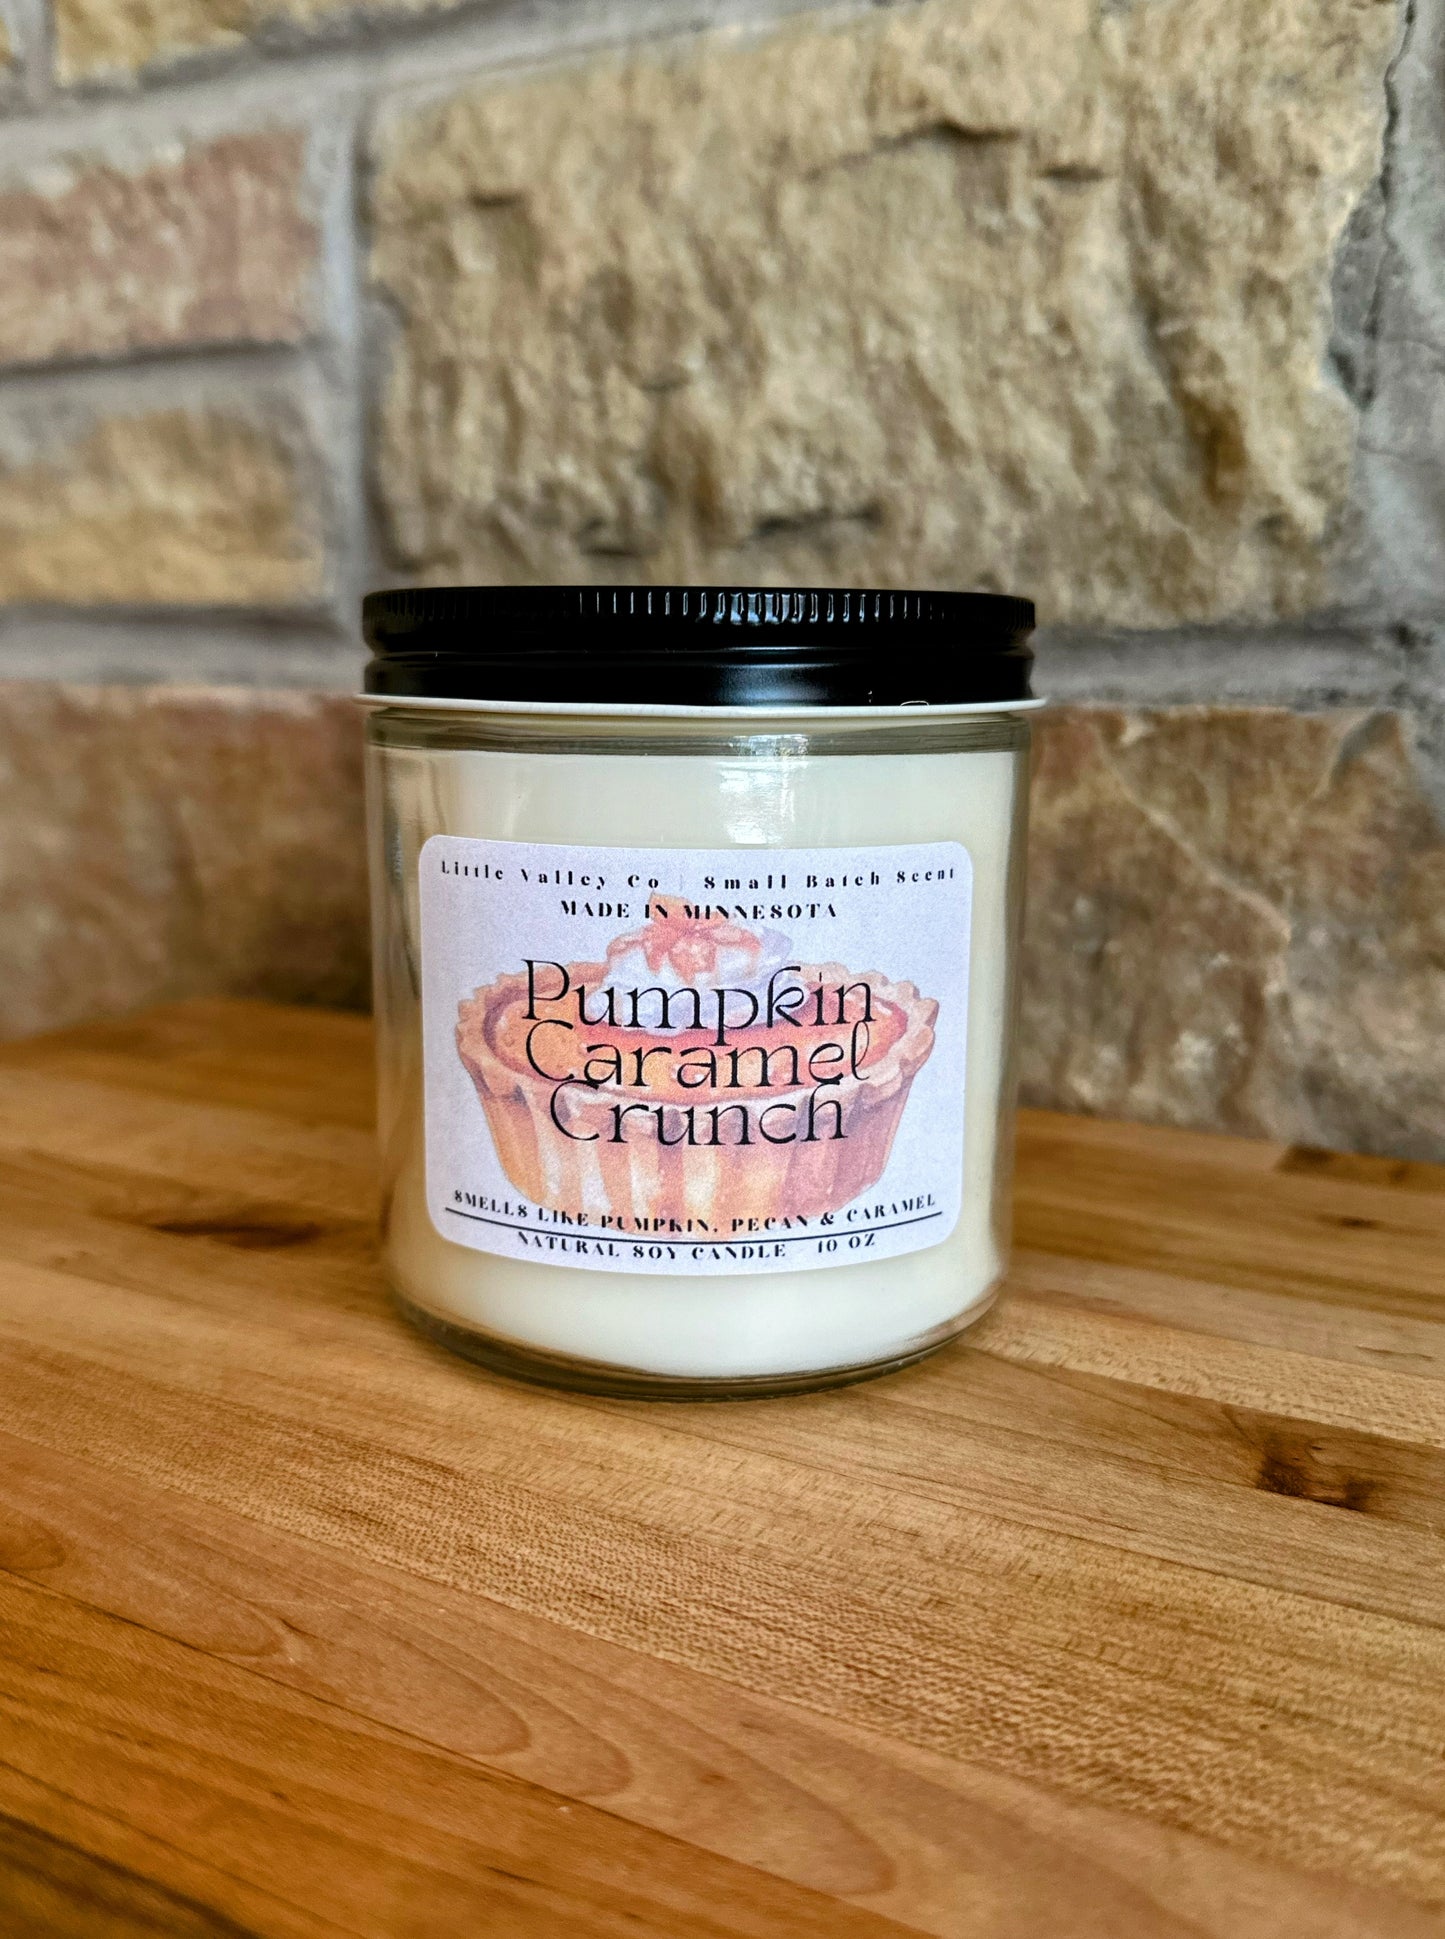 Little Valley Co | Small Batch Scent
MADE IN MINNESOTA
Pumpkin
Caramel
Crunch
SMELLS LIKE PUMPKIN, PECAN & CARAMEL
NATURAL SOY CANDLE - 10 OZ